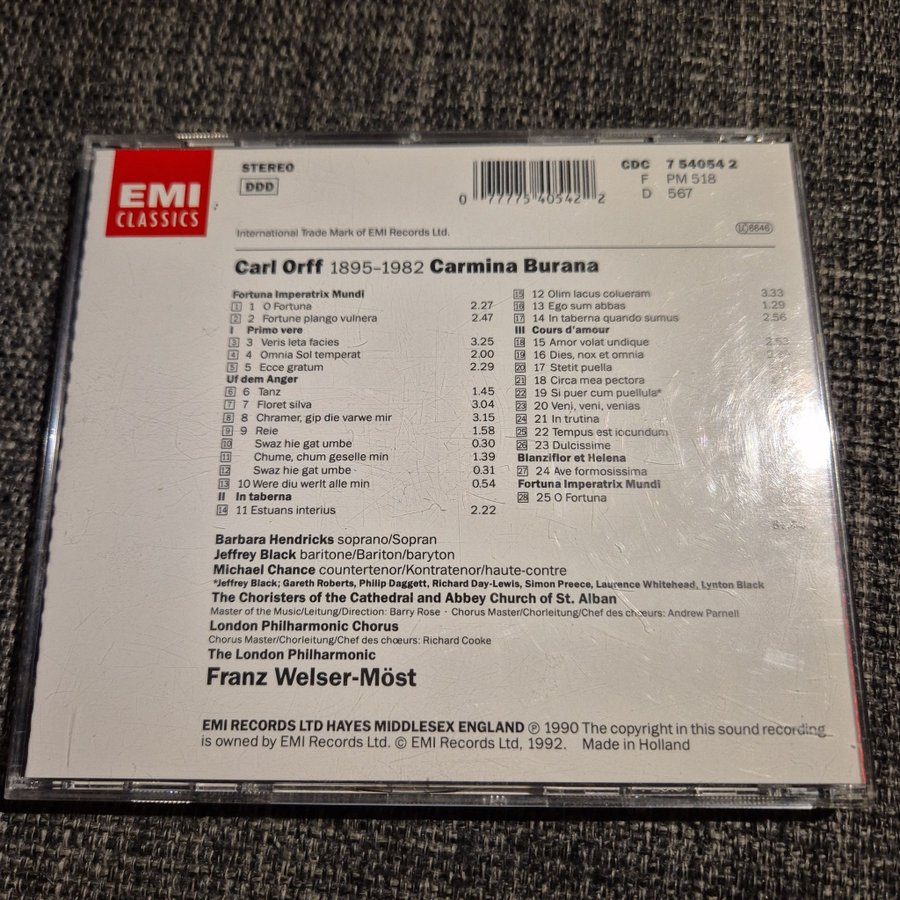 EMI
CLASSICS
STEREO
DDD
0 77775 40542 2
CDC 7 54054 2
F PM 518
D 567
International Trade Mark of EMI Records Ltd.
LC 6646
Carl Orff 1895–1982 Carmina Burana
Fortuna Imperatrix Mundi
1 1 O Fortuna 2.27
2 2 Fortune plango vulnera 2.47
I Primo vere
3 3 Veris leta facies 3.25
4 4 Omnia Sol temperat 2.00
5 5 Ecce gratum 2.29
Uf dem Anger
6 6 Tanz 1.45
7 7 Floret silva 3.04
8 8 Chramer, gip die varwe mir 3.15
9 9 Reie 1.58
10 Swaz hie gat umbe 0.30
11 Chume, chum geselle min 1.39
12 Swaz hie gat umbe 0.31
13 10 Were diu werlt alle min 0.54
II In taberna
14 11 Estuans interius 2.22
15 12 Olim lacus colueram 3.33
16 13 Ego sum abbas 1.29
17 14 In taberna quando sumus 2.56
III Cours d'amour
18 15 Amor volat undique
19 16 Dies, nox et omnia
20 17 Stetit puella
21 18 Circa mea pectora
22 19 Si puer cum puellula*
23 20 Veni, veni, venias
24 21 In trutina
25 22 Tempus est iocundum
26 23 Dulcissime
Blanziflor et Helena
27 24 Ave formosissima
Fortuna Imperatrix Mundi
28 25 O Fortuna
Barbara Hendricks soprano/Sopran
Jeffrey Black baritone/Bariton/baryton
Michael Chance countertenor/Kontratenor/haute-contre
*Jeffrey Black; Gareth Roberts, Philip Daggett, Richard Day-Lewis, Simon Preece, Laurence Whitehead, Lynton Black
The Choristers of the Cathedral and Abbey Church of St. Alban
Master of the Music/Leitung/Direction: Barry Rose · Chorus Master/Chorleitung/Chef des chœurs: Andrew Parnell
London Philharmonic Chorus
Chorus Master/Chorleitung/Chef des chœurs: Richard Cooke
The London Philharmonic
Franz Welser-Möst
EMI RECORDS LTD HAYES MIDDLESEX ENGLAND ℗ 1990 The copyright in this sound recording
is owned by EMI Records Ltd. © EMI Records Ltd, 1992. Made in Holland